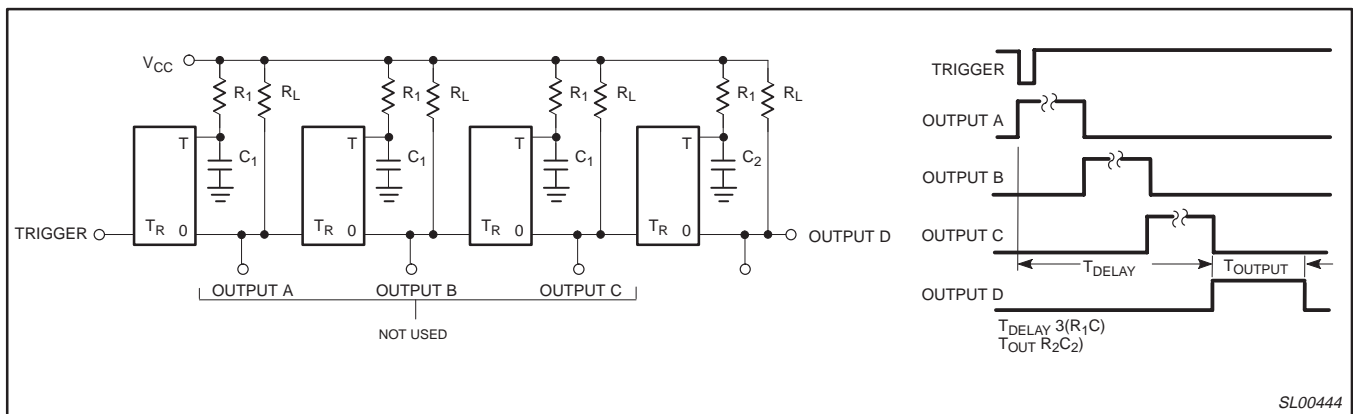 VCC
R1 RL R1 RL R1 RL R1 RL
T T T T
C1 C1 C1 C2
TRIGGER TR 0 TR 0 TR 0 TR 0 OUTPUT D
OUTPUT A OUTPUT B OUTPUT C
NOT USED
TRIGGER
OUTPUT A
OUTPUT B
OUTPUT C
TDELAY TOUTPUT
OUTPUT D
TDELAY 3(R1C)
TOUT R2C2)
SL00444